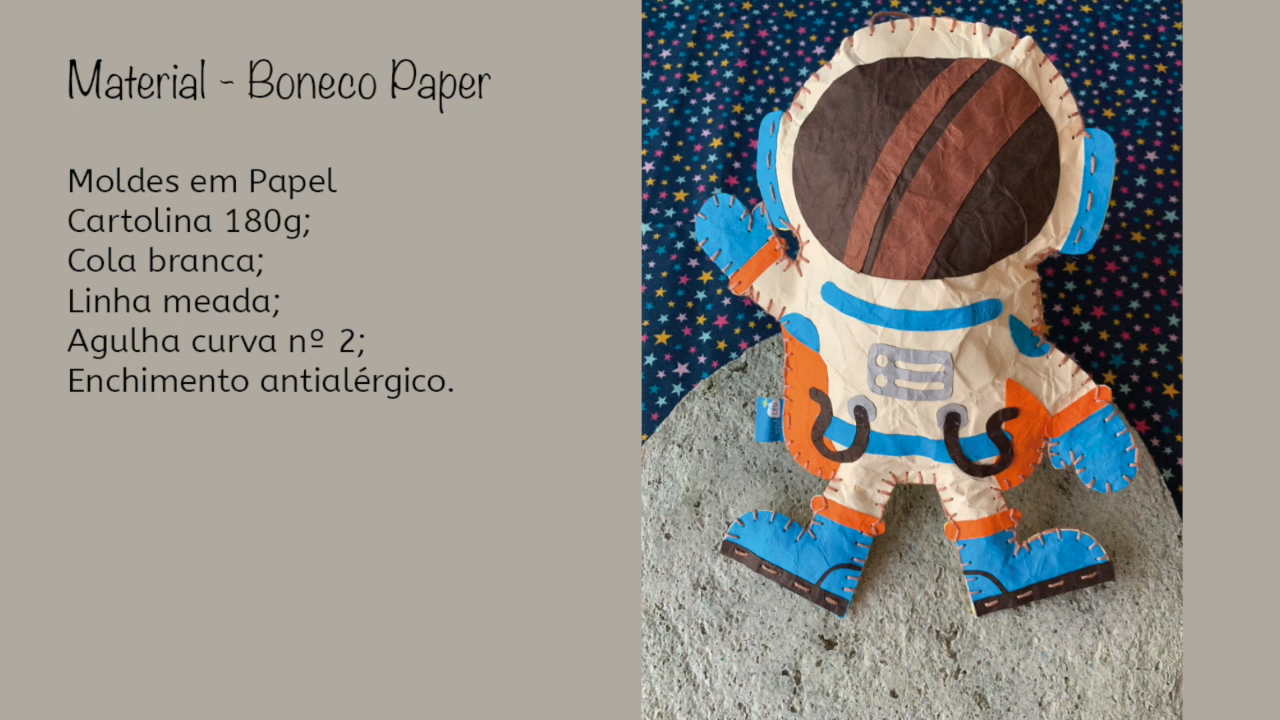 Material - Boneco Paper
Moldes em Papel
Cartolina 180g;
Cola branca;
Linha meada;
Agulha curva nº 2;
Enchimento antialérgico.